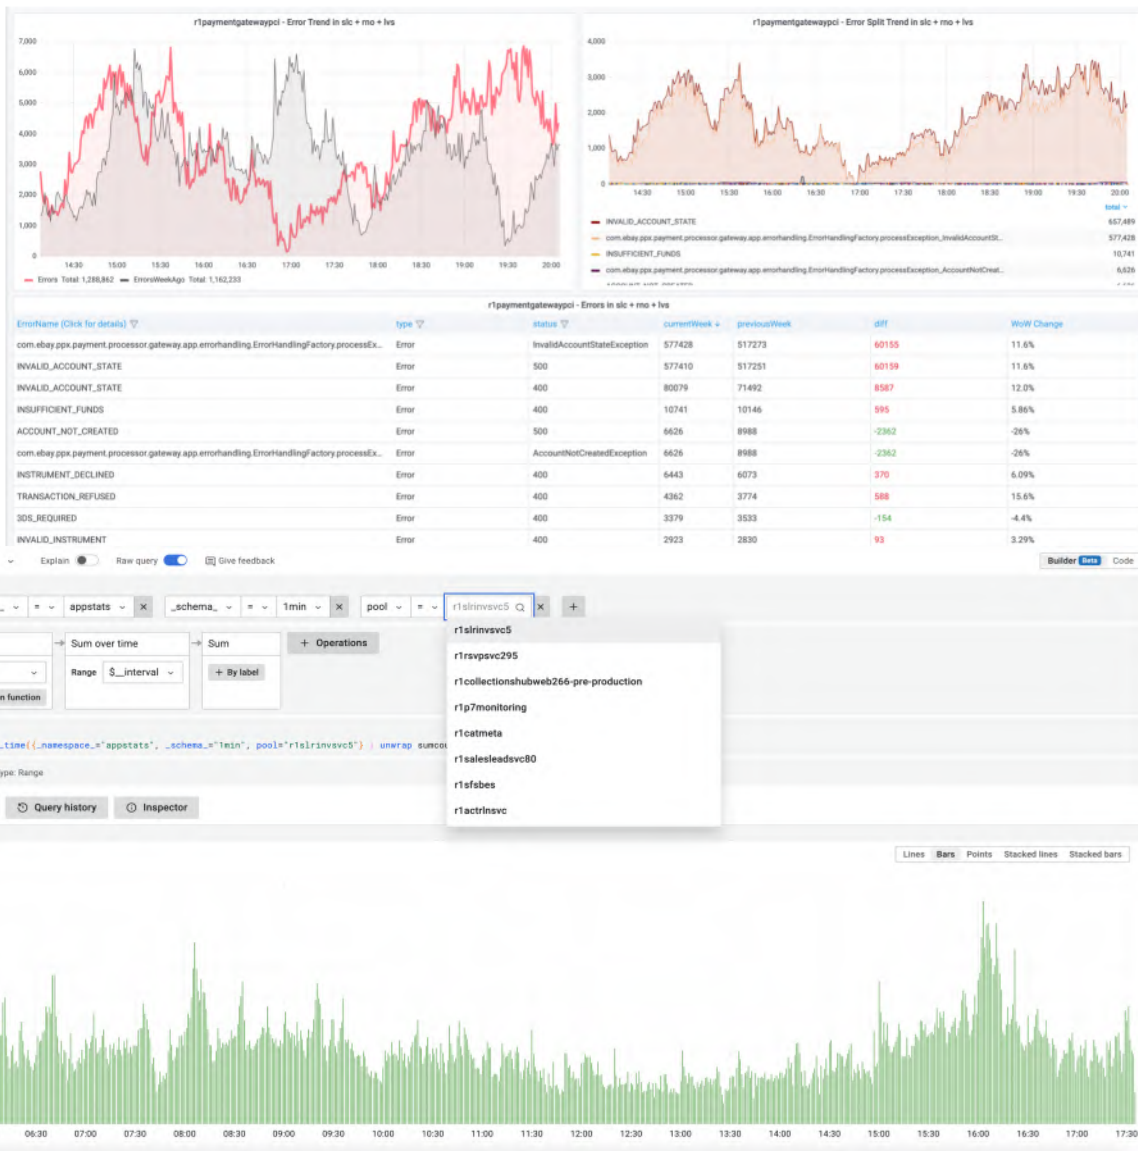 r1paymentgatewaypci - Error Trend in slc + rno + lvs
7,000
6,000
5,000
4,000
3,000
2,000
1,000
0
14:30 15:00 15:30 16:00 16:30 17:00 17:30 18:00 18:30 19:00 19:30 20:00
Errors Total: 1,288,862 ErrorsWeekAgo Total: 1,162,233
r1paymentgatewaypci - Error Split Trend in slc + rno + lvs
4,000
3,000
2,000
1,000
0
14:30 15:00 15:30 16:00 16:30 17:00 17:30 18:00 18:30 19:00 19:30 20:00
total
INVALID_ACCOUNT_STATE 657,489
com.ebay.ppx.payment.processor.gateway.app.errorhandling.ErrorHandlingFactory.processException_InvalidAccountSt... 577,428
INSUFFICIENT_FUNDS 10,741
com.ebay.ppx.payment.processor.gateway.app.errorhandling.ErrorHandlingFactory.processException_AccountNotCreat... 6,626
r1paymentgatewaypci - Errors in slc + rno + lvs
ErrorName (Click for details) type status currentWeek previousWeek diff WoW Change
com.ebay.ppx.payment.processor.gateway.app.errorhandling.ErrorHandlingFactory.processEx... Error InvalidAccountStateException 577428 517273 60155 11.6%
INVALID_ACCOUNT_STATE Error 500 577410 517251 60159 11.6%
INVALID_ACCOUNT_STATE Error 400 80079 71492 8587 12.0%
INSUFFICIENT_FUNDS Error 400 10741 10146 595 5.86%
ACCOUNT_NOT_CREATED Error 500 6626 8988 -2362 -26%
com.ebay.ppx.payment.processor.gateway.app.errorhandling.ErrorHandlingFactory.processEx... Error AccountNotCreatedException 6626 8988 -2362 -26%
INSTRUMENT_DECLINED Error 400 6443 6073 370 6.09%
TRANSACTION_REFUSED Error 400 4362 3774 588 15.6%
3DS_REQUIRED Error 400 3379 3533 -154 -4.4%
INVALID_INSTRUMENT Error 400 2923 2830 93 3.29%
Explain Raw query Give feedback Builder Beta Code
_ = appstats × _schema_ = 1min × pool = r1slrinvsvc5 × +
r1slrinvsvc5
r1rsvpsvc295
r1collectionshubweb266-pre-production
r1p7monitoring
r1catmeta
r1salesleadsvc80
r1sfsbes
r1actrlnsvc
Sum over time Sum + Operations
Range $__interval + By label
n function
_time({_namespace_="appstats", _schema_="1min", pool="r1slrinvsvc5"} | unwrap sumcou
ype: Range
Query history Inspector
Lines Bars Points Stacked lines Stacked bars
06:30 07:00 07:30 08:00 08:30 09:00 09:30 10:00 10:30 11:00 11:30 12:00 12:30 13:00 13:30 14:00 14:30 15:00 15:30 16:00 16:30 17:00 17:30